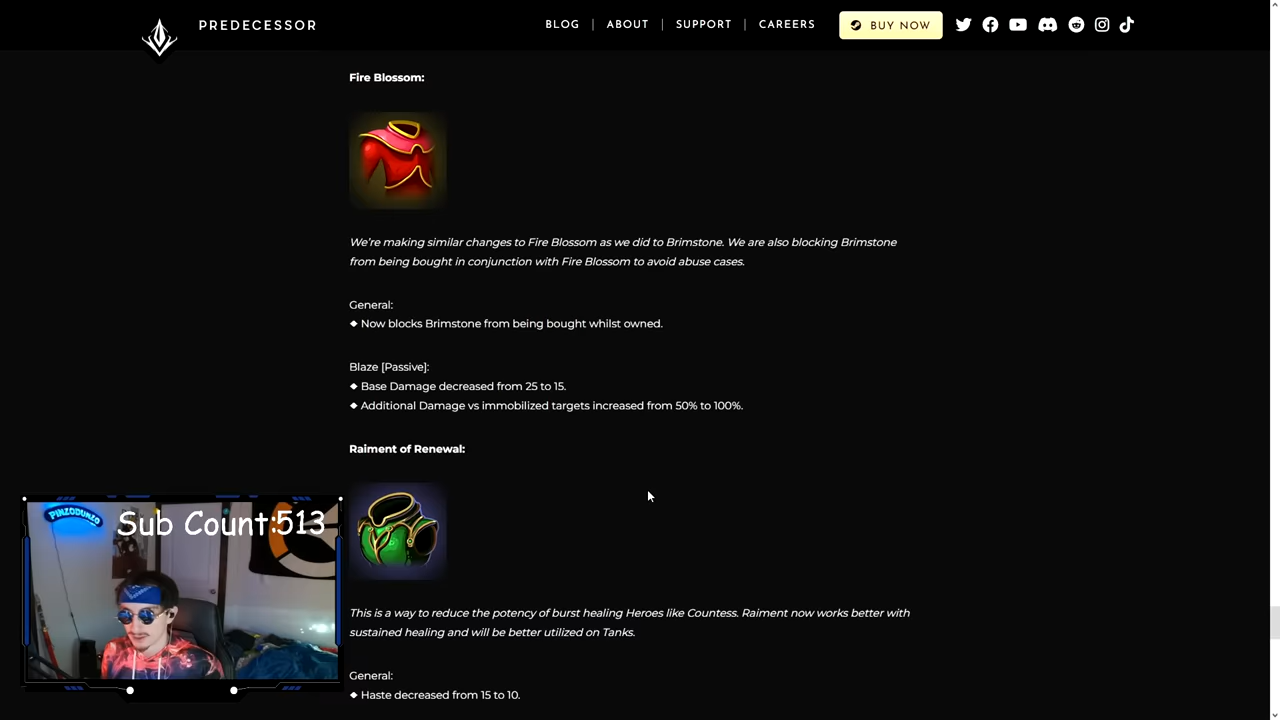 PREDECESSOR
BLOG | ABOUT | SUPPORT | CAREERS
BUY NOW
Fire Blossom:
We're making similar changes to Fire Blossom as we did to Brimstone. We are also blocking Brimstone
from being bought in conjunction with Fire Blossom to avoid abuse cases.
General:
◆ Now blocks Brimstone from being bought whilst owned.
Blaze [Passive]:
◆ Base Damage decreased from 25 to 15.
◆ Additional Damage vs immobilized targets increased from 50% to 100%.
Raiment of Renewal:
PINZODUNZO
Sub Count:513
This is a way to reduce the potency of burst healing Heroes like Countess. Raiment now works better with
sustained healing and will be better utilized on Tanks.
General:
◆ Haste decreased from 15 to 10.